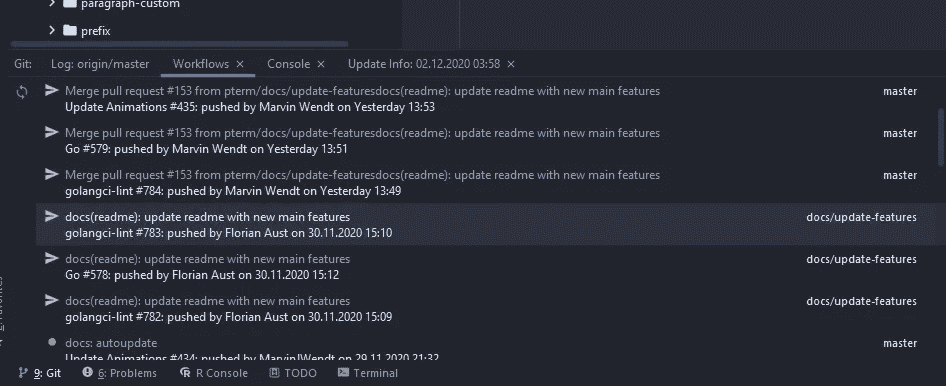 paragraph-custom
prefix
Git: Log: origin/master Workflows × Console × Update Info: 02.12.2020 03:58 ×
Merge pull request #153 from pterm/docs/update-featuresdocs(readme): update readme with new main features master
Update Animations #435: pushed by Marvin Wendt on Yesterday 13:53
Merge pull request #153 from pterm/docs/update-featuresdocs(readme): update readme with new main features master
Go #579: pushed by Marvin Wendt on Yesterday 13:51
Merge pull request #153 from pterm/docs/update-featuresdocs(readme): update readme with new main features master
golangci-lint #784: pushed by Marvin Wendt on Yesterday 13:49
docs(readme): update readme with new main features docs/update-features
golangci-lint #783: pushed by Florian Aust on 30.11.2020 15:10
docs(readme): update readme with new main features docs/update-features
Go #578: pushed by Florian Aust on 30.11.2020 15:12
docs(readme): update readme with new main features docs/update-features
golangci-lint #782: pushed by Florian Aust on 30.11.2020 15:09
docs: autoupdate master
Update Animations #434: pushed by MarvinJWendt on 29.11.2020 21:32
9: Git 6: Problems R Console TODO Terminal